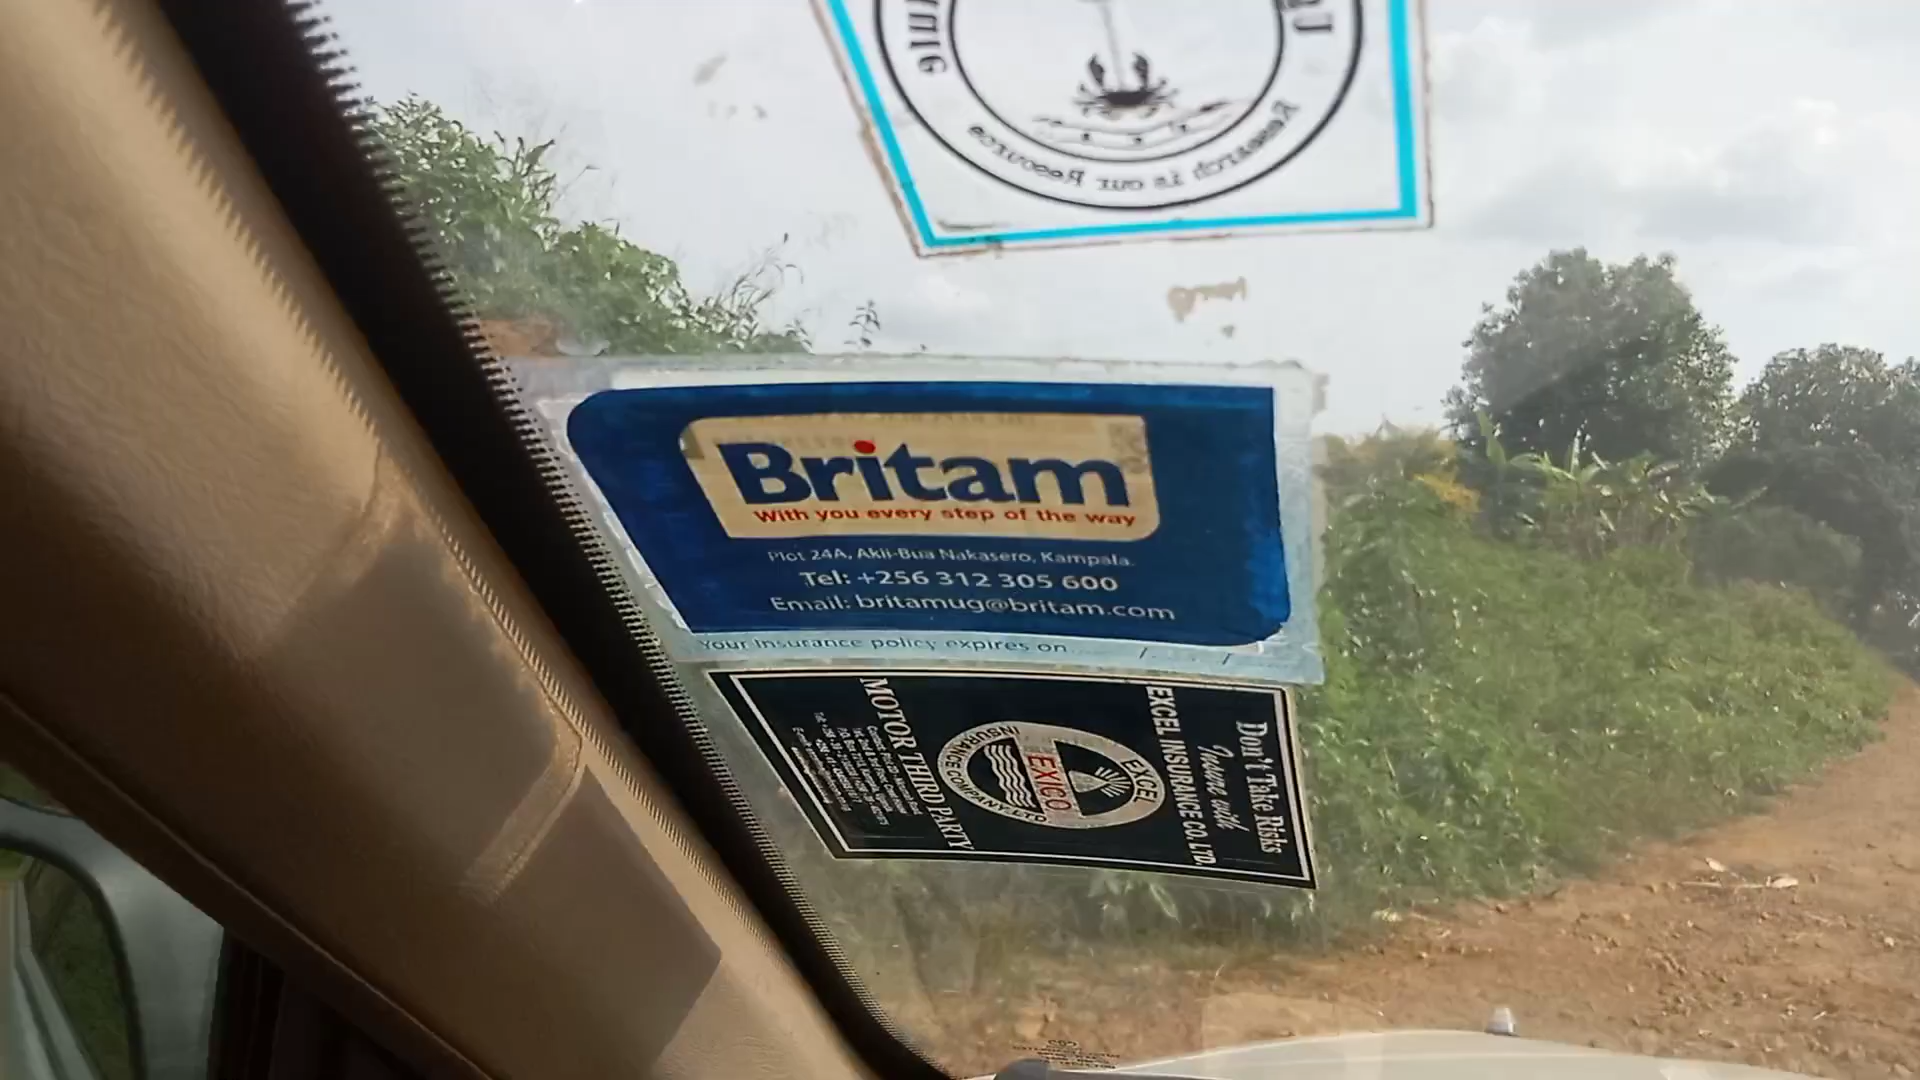 Research is our Resource
Britam
With you every step of the way
Plot 24A, Akii-Bua Nakasero, Kampala.
Tel: +256 312 305 600
Email: britamug@britam.com
Your insurance policy expires on ...... / ...... / ......
Don't Take Risks
Insure with
EXCEL INSURANCE CO. LTD.
EXCEL
EXICO
INSURANCE COMPANY LTD
MOTOR THIRD PARTY